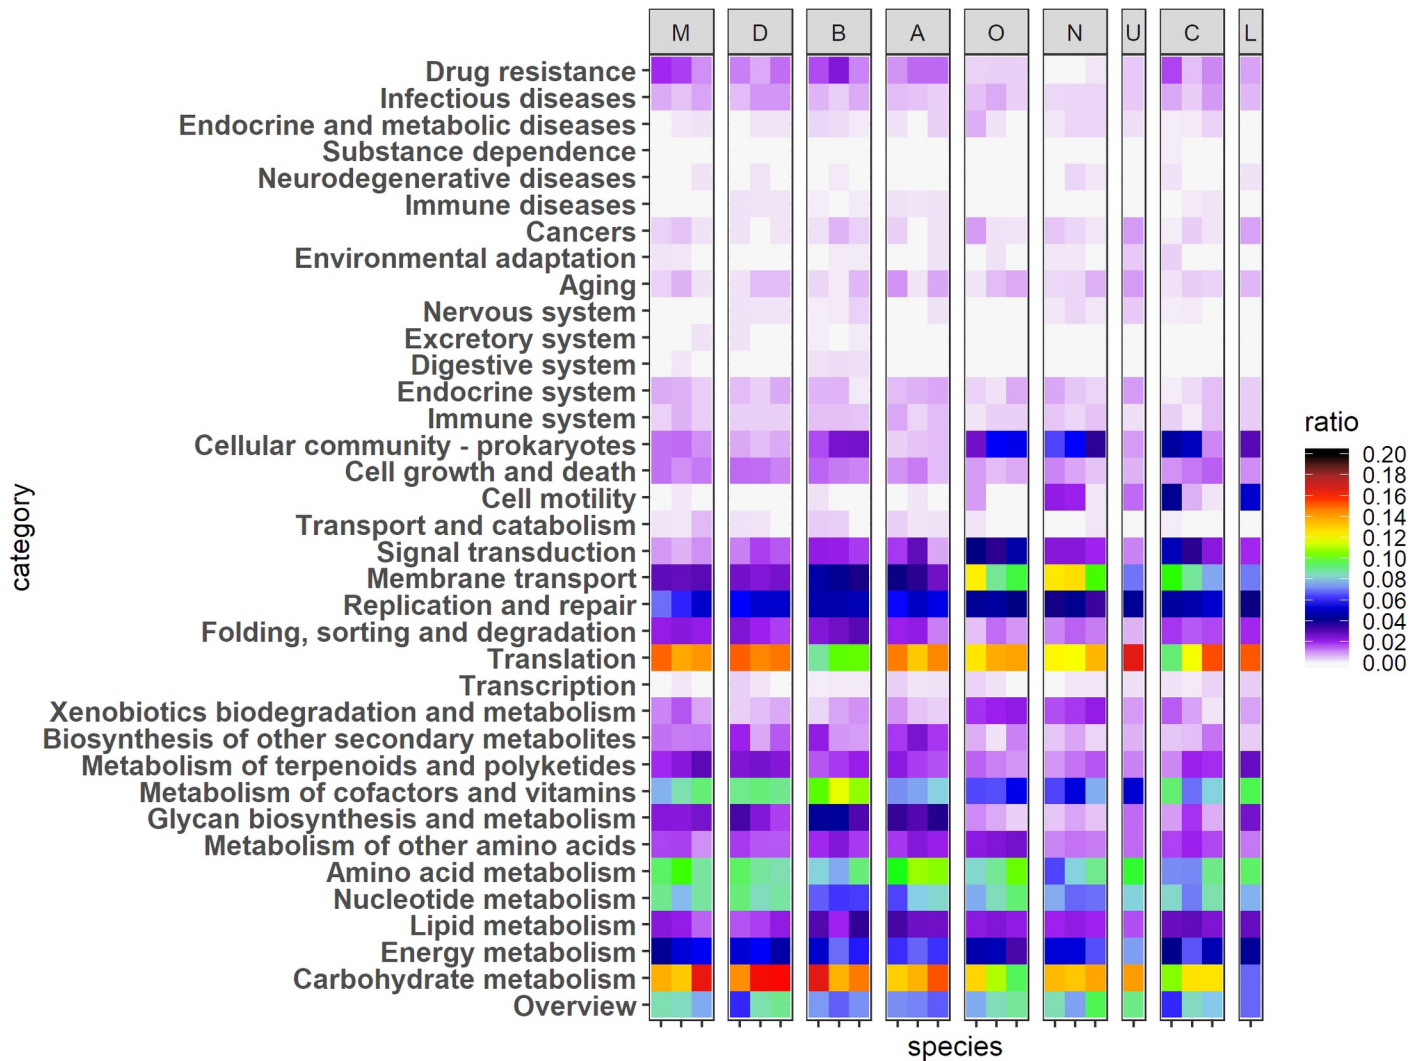 M D B A O N U C L
Drug resistance
Infectious diseases
Endocrine and metabolic diseases
Substance dependence
Neurodegenerative diseases
Immune diseases
Cancers
Environmental adaptation
Aging
Nervous system
Excretory system
Digestive system
Endocrine system
Immune system
Cellular community - prokaryotes
Cell growth and death
Cell motility
Transport and catabolism
Signal transduction
Membrane transport
Replication and repair
Folding, sorting and degradation
Translation
Transcription
Xenobiotics biodegradation and metabolism
Biosynthesis of other secondary metabolites
Metabolism of terpenoids and polyketides
Metabolism of cofactors and vitamins
Glycan biosynthesis and metabolism
Metabolism of other amino acids
Amino acid metabolism
Nucleotide metabolism
Lipid metabolism
Energy metabolism
Carbohydrate metabolism
Overview
category
species
ratio
0.20
0.18
0.16
0.14
0.12
0.10
0.08
0.06
0.04
0.02
0.00